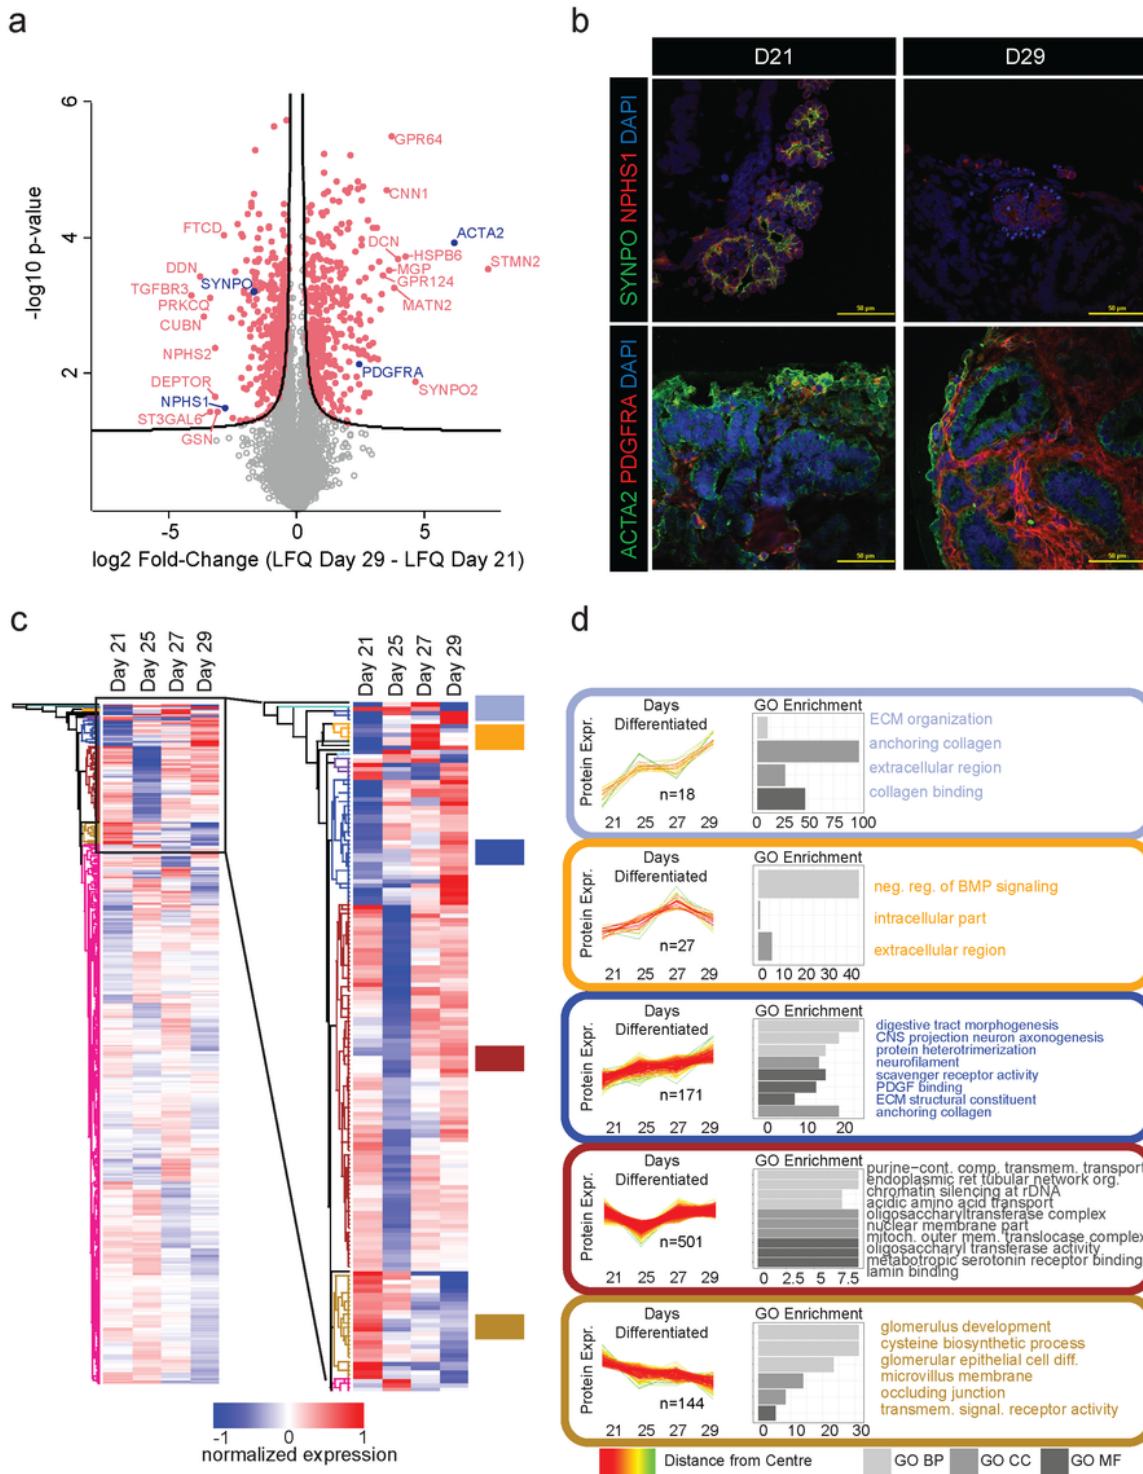 a
6
4
2
-5
0
5
-log10 p-value
log2 Fold-Change (LFQ Day 29 - LFQ Day 21)
GPR64
CNN1
FTCD
DCN
ACTA2
HSPB6
STMN2
DDN
SYNPO
MGP
GPR124
TGFBR3
PRKCQ
MATN2
CUBN
NPHS2
PDGFRA
SYNPO2
DEPTOR
NPHS1
ST3GAL6
GSN
b
D21
D29
SYNPO NPHS1 DAPI
50 µm
50 µm
ACTA2 PDGFRA DAPI
50 µm
50 µm
c
Day 21
Day 25
Day 27
Day 29
Day 21
Day 25
Day 27
Day 29
-1
0
1
normalized expression
d
Days
Differentiated
Protein Expr.
n=18
21 25 27 29
GO Enrichment
ECM organization
anchoring collagen
extracellular region
collagen binding
0 25 50 75 100
Days
Differentiated
Protein Expr.
n=27
21 25 27 29
GO Enrichment
neg. reg. of BMP signaling
intracellular part
extracellular region
0 10 20 30 40
Days
Differentiated
Protein Expr.
n=171
21 25 27 29
GO Enrichment
digestive tract morphogenesis
CNS projection neuron axonogenesis
protein heterotrimerization
neurofilament
scavenger receptor activity
PDGF binding
ECM structural constituent
anchoring collagen
0 10 20
Days
Differentiated
Protein Expr.
n=501
21 25 27 29
GO Enrichment
purine-cont. comp. transmem. transport
endoplasmic ret tubular network org.
chromatin silencing at rDNA
acidic amino acid transport
oligosaccharyltransferase complex
nuclear membrane part
mitoch. outer mem. translocase complex
oligosaccharyl transferase activity
metabotropic serotonin receptor binding
lamin binding
0 2.5 5 7.5
Days
Differentiated
Protein Expr.
n=144
21 25 27 29
GO Enrichment
glomerulus development
cysteine biosynthetic process
glomerular epithelial cell diff.
microvillus membrane
occluding junction
transmem. signal. receptor activity
0 10 20 30
Distance from Centre
GO BP
GO CC
GO MF